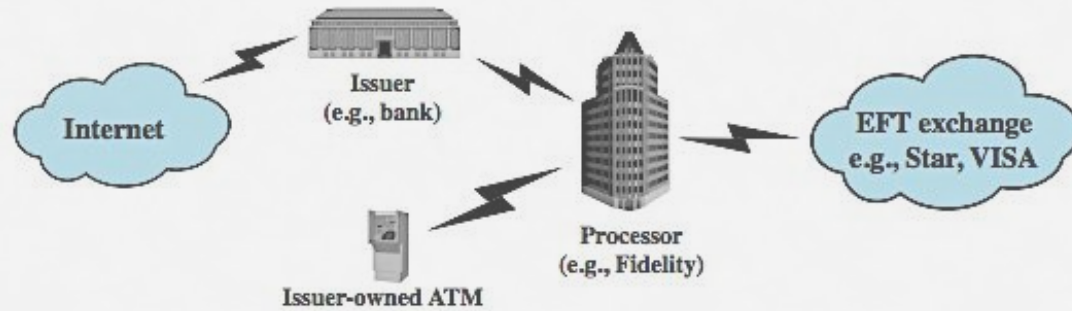 Internet
Issuer
(e.g., bank)
EFT exchange
e.g., Star, VISA
Processor
(e.g., Fidelity)
Issuer-owned ATM